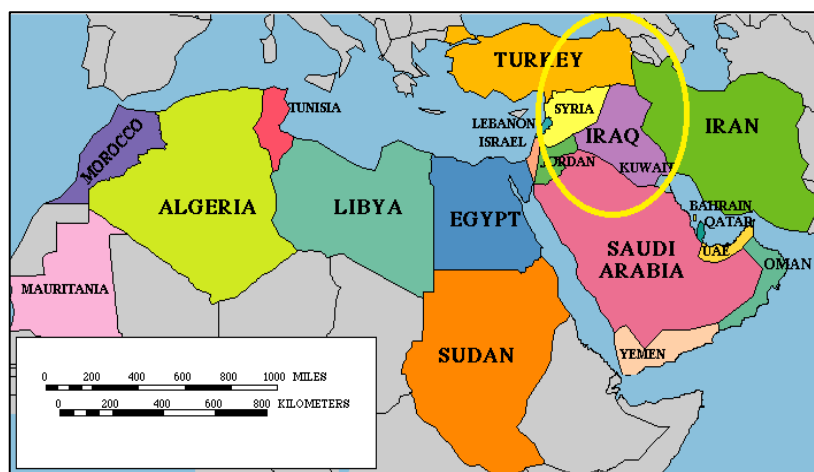 TURKEY
TUNISIA
SYRIA
LEBANON
ISRAEL
IRAQ
IRAN
MOROCCO
JORDAN
KUWAIT
ALGERIA
LIBYA
EGYPT
BAHRAIN
QATAR
SAUDI
ARABIA
UAE
OMAN
MAURITANIA
SUDAN
YEMEN
0 200 400 600 800 1000 MILES
0 200 400 600 800 KILOMETERS